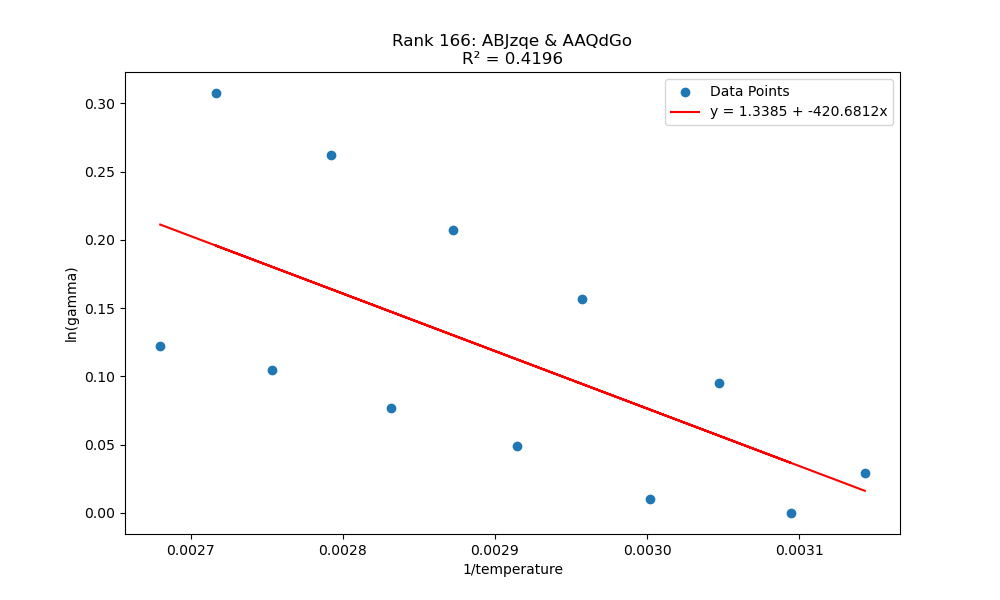 Rank 166: ABJzqe & AAQdGo
R² = 0.4196
Data Points
y = 1.3385 + -420.6812x
ln(gamma)
0.30
0.25
0.20
0.15
0.10
0.05
0.00
0.0027 0.0028 0.0029 0.0030 0.0031
1/temperature